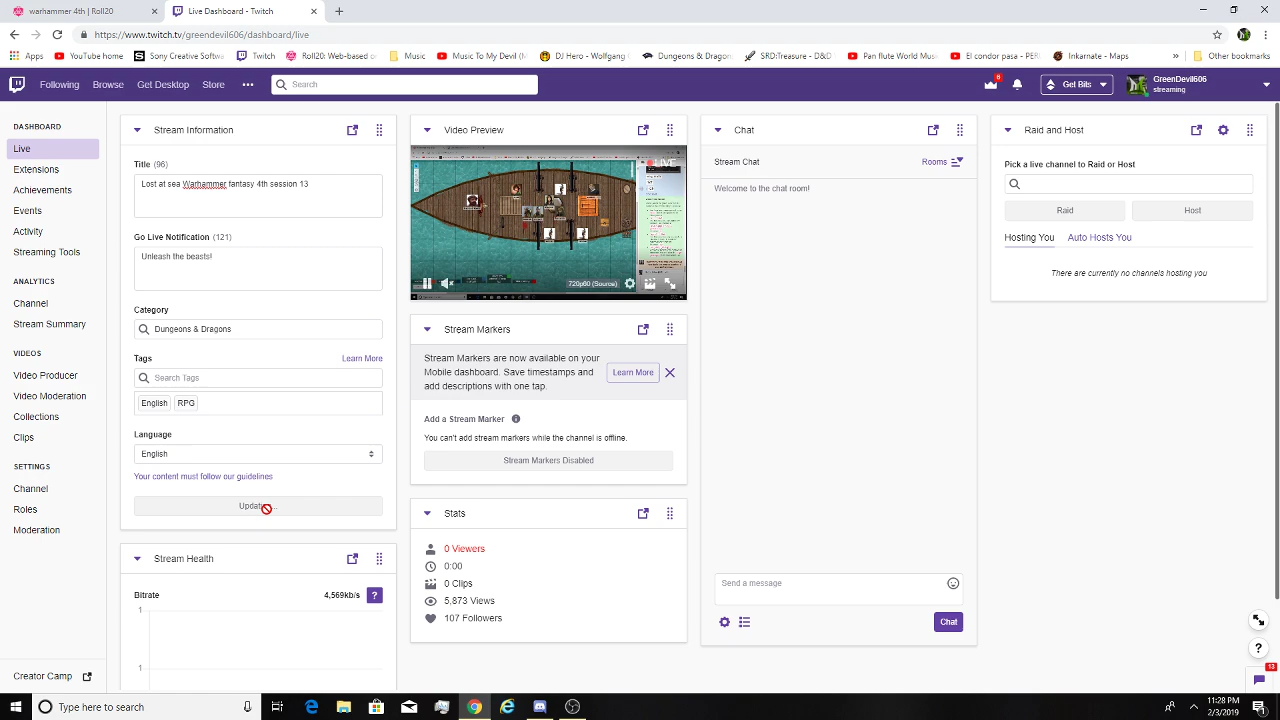 warhammer 4th | Roll20
Live - Twitch Dashboard
https://www.twitch.tv/greendevil606/dashboard/live
Apps
YouTube home
Sony Creative Softw
Twitch
Roll20: Web-based o
Music
Music To My Devil (M
DJ Hero - Wolfgang G
Dungeons & Dragons
SRD:Treasure - D&D
Pan flute World Music
El condor pasa - PER
Inkarnate - Maps
»
Other bookmarks
Following
Browse
Get Desktop
Store
Search
6
Get Bits
GreenDevil606
streaming
DASHBOARD
Live
Extensions
Achievements
Events
Activity
Streaming Tools
ANALYTICS
Channel
Stream Summary
VIDEOS
Video Producer
Video Moderation
Collections
Clips
SETTINGS
Channel
Roles
Moderation
Creator Camp
Stream Information
Title (96)
Lost at sea Warhammer fantasy 4th session 13
Go Live Notification (121)
Unleash the beasts!
Category
Dungeons & Dragons
Tags
Learn More
Search Tags
English
RPG
Language
English
Your content must follow our guidelines
Stream Health
Bitrate
4,569kb/s
?
1
1
Video Preview
LIVE
720p60 (Source)
Stream Markers
Stream Markers are now available on your
Mobile dashboard. Save timestamps and
add descriptions with one tap.
Learn More
Add a Stream Marker
You can't add stream markers while the channel is offline.
Stream Markers Disabled
Stats
0 Viewers
0:00
0 Clips
5,873 Views
107 Followers
Chat
Stream Chat
Rooms
Welcome to the chat room!
Send a message
Chat
Raid and Host
Pick a live channel to Raid or Host
Raid
Host
Hosting You
Auto Hosts You
There are currently no channels hosting you
?
13
Type here to search
11:28 PM
2/3/2019